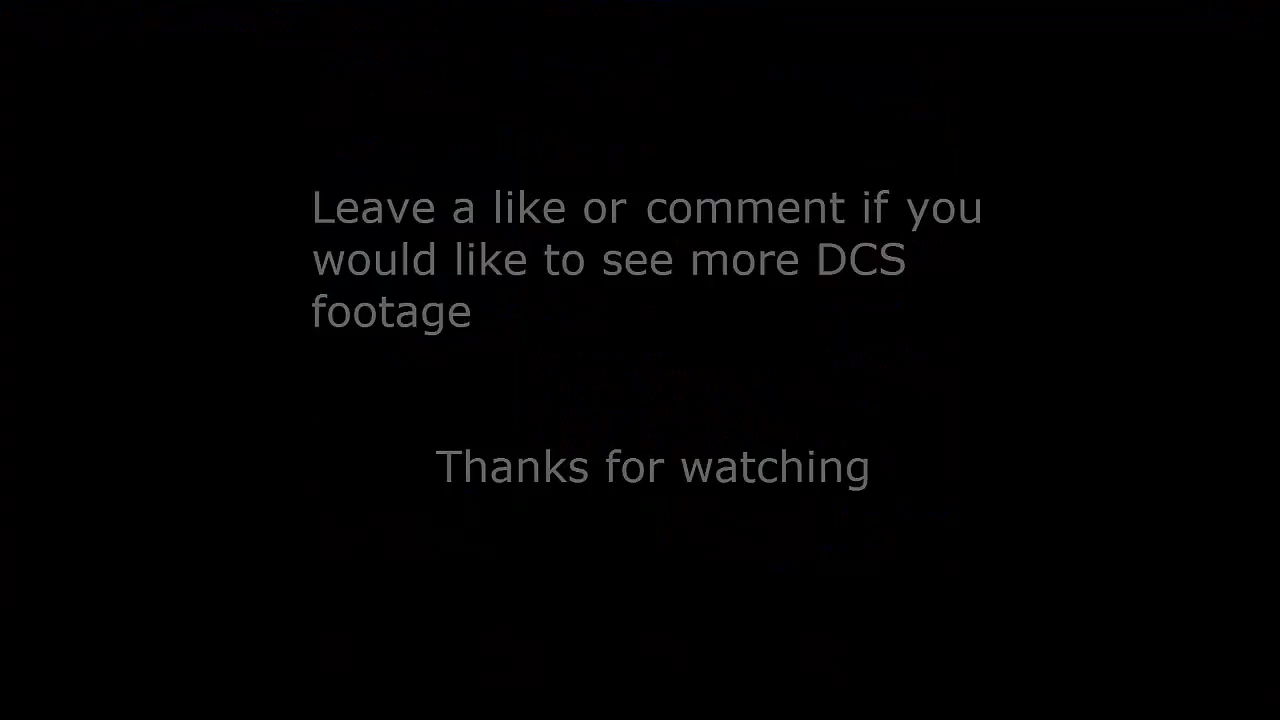 Leave a like or comment if you
would like to see more DCS
footage
Thanks for watching